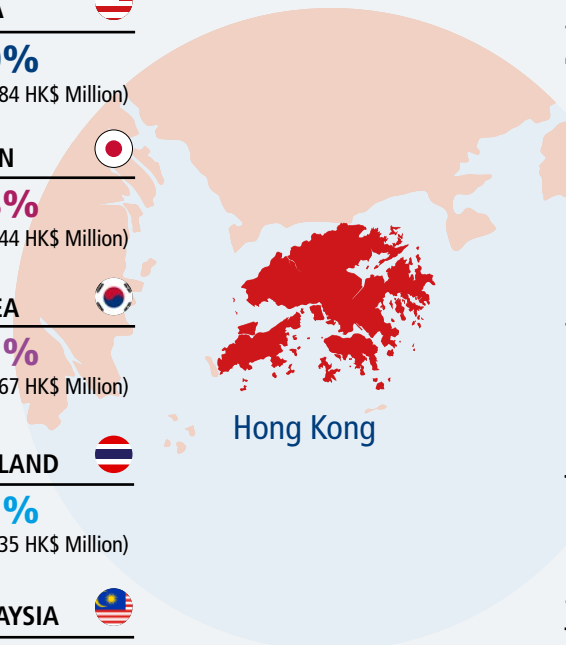 A
%
84 HK$ Million)
N
%
44 HK$ Million)
EA
%
67 HK$ Million)
LAND
%
35 HK$ Million)
AYSIA
Hong Kong